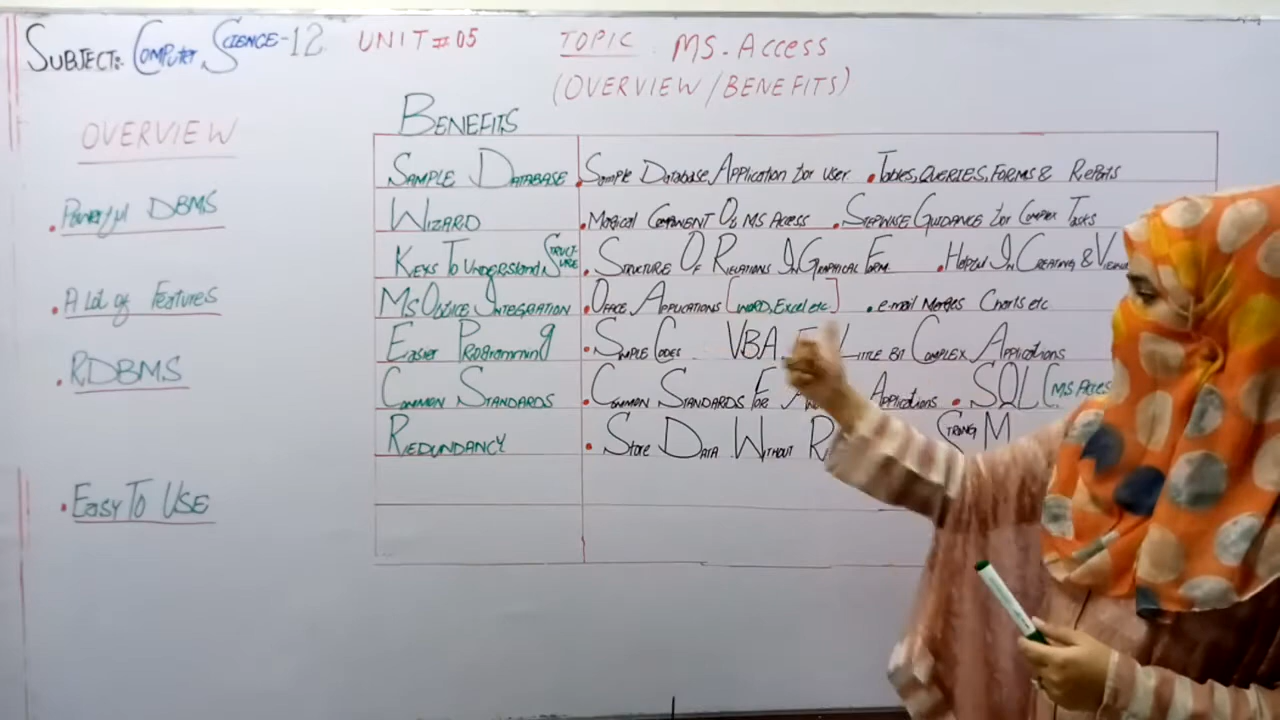 SUBJECT: COMPUTER SCIENCE-12 UNIT # 05 TOPIC : MS-ACCESS
(OVERVIEW/BENEFITS)
OVERVIEW
• Powerful DBMS
• A Lot of Features
• RDBMS
• EASY TO USE
BENEFITS
SAMPLE DATABASE • Sample Database Application for user • Tables, QUERIES, FORMS & REPORTS
WIZARD • Magical COMPONENT OF MS ACCESS • STEPWISE GUIDANCE for COMPLEX TASKS
KEYS TO UNDERSTAND STRUCTURE • STRUCTURE OF RELATIONS IN GRAPHICAL FORM • HELPFUL IN CREATING &
MS OFFICE INTEGRATION • OFFICE APPLICATIONS [WORD, Excel etc] • e-mail Merges Charts etc
EASIER PROGRAMMING • SIMPLE CODES VBA LITTLE BIT COMPLEX APPLICATIONS
COMMON STANDARDS • COMMON STANDARDS FOR APPLICATIONS • SQL (MS ACCES
REDUNDANCY • STORE DATA WITHOUT R STRONG M